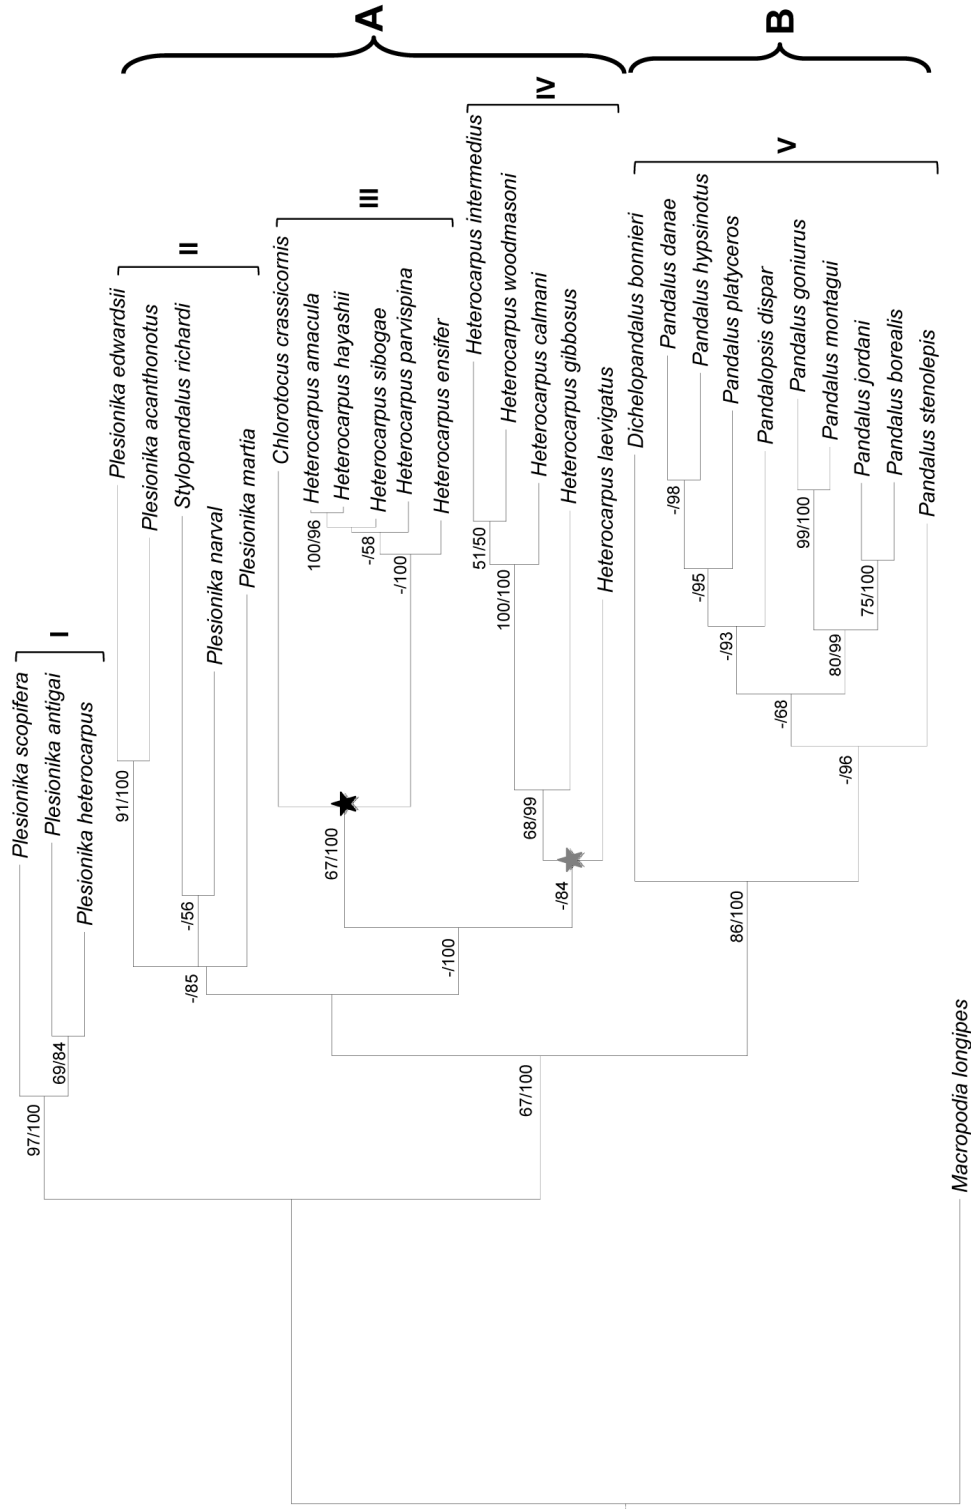 Plesionika scopifera
Plesionika antigai
Plesionika heterocarpus
I
97/100
69/84
Plesionika edwardsii
Plesionika acanthonotus
Stylopandalus richardi
Plesionika narval
Plesionika martia
II
91/100
-/56
-/85
Chlorotocus crassicornis
Heterocarpus amacula
Heterocarpus hayashii
Heterocarpus sibogae
Heterocarpus parvispina
Heterocarpus ensifer
III
100/96
-/58
-/100
67/100
Heterocarpus intermedius
Heterocarpus woodmasoni
Heterocarpus calmani
Heterocarpus gibbosus
Heterocarpus laevigatus
IV
51/50
100/100
68/99
-/84
-/100
A
Dichelopandalus bonnieri
Pandalus danae
Pandalus hypsinotus
Pandalus platyceros
Pandalopsis dispar
Pandalus goniurus
Pandalus montagui
Pandalus jordani
Pandalus borealis
Pandalus stenolepis
V
B
-/98
-/95
-/93
99/100
75/100
80/99
-/68
-/96
86/100
67/100
Macropodia longipes